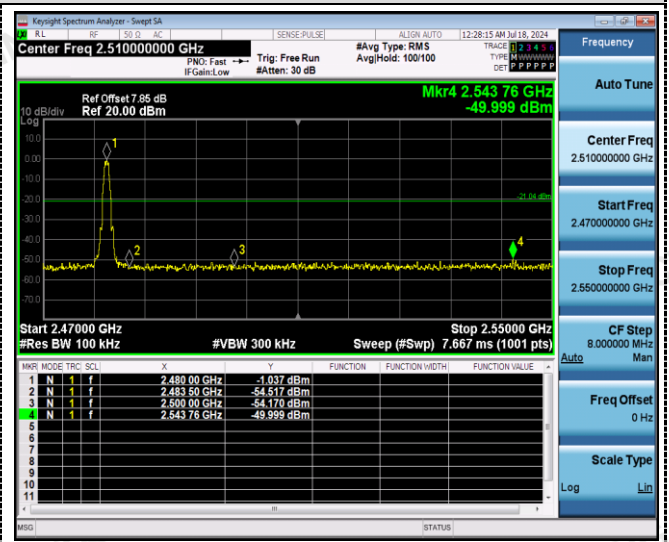 Keysight Spectrum Analyzer - Swept SA
RL RF 50 Ω AC SENSE:PULSE ALIGN AUTO 12:28:15 AM Jul 18, 2024
Center Freq 2.510000000 GHz
PNO: Fast
IFGain:Low
Trig: Free Run
#Atten: 30 dB
#Avg Type: RMS
Avg|Hold: 100/100
TRACE 1 2 3 4 5 6
TYPE M W W W W W
DET P P P P P P
Mkr4 2.543 76 GHz
-49.999 dBm
Ref Offset 7.85 dB
10 dB/div Ref 20.00 dBm
Log
10.0
0.00
-10.0
-20.0
-30.0
-40.0
-50.0
-60.0
-70.0
-21.04 dBm
1
2
3
4
Start 2.47000 GHz Stop 2.55000 GHz
#Res BW 100 kHz #VBW 300 kHz Sweep (#Swp) 7.667 ms (1001 pts)
MKR MODE TRC SCL X Y FUNCTION FUNCTION WIDTH FUNCTION VALUE
1 N 1 f 2.480 00 GHz -1.037 dBm
2 N 1 f 2.483 50 GHz -54.517 dBm
3 N 1 f 2.500 00 GHz -54.170 dBm
4 N 1 f 2.543 76 GHz -49.999 dBm
5
6
7
8
9
10
11
MSG STATUS
Frequency
Auto Tune
Center Freq
2.510000000 GHz
Start Freq
2.470000000 GHz
Stop Freq
2.550000000 GHz
CF Step
8.000000 MHz
Auto Man
Freq Offset
0 Hz
Scale Type
Log Lin